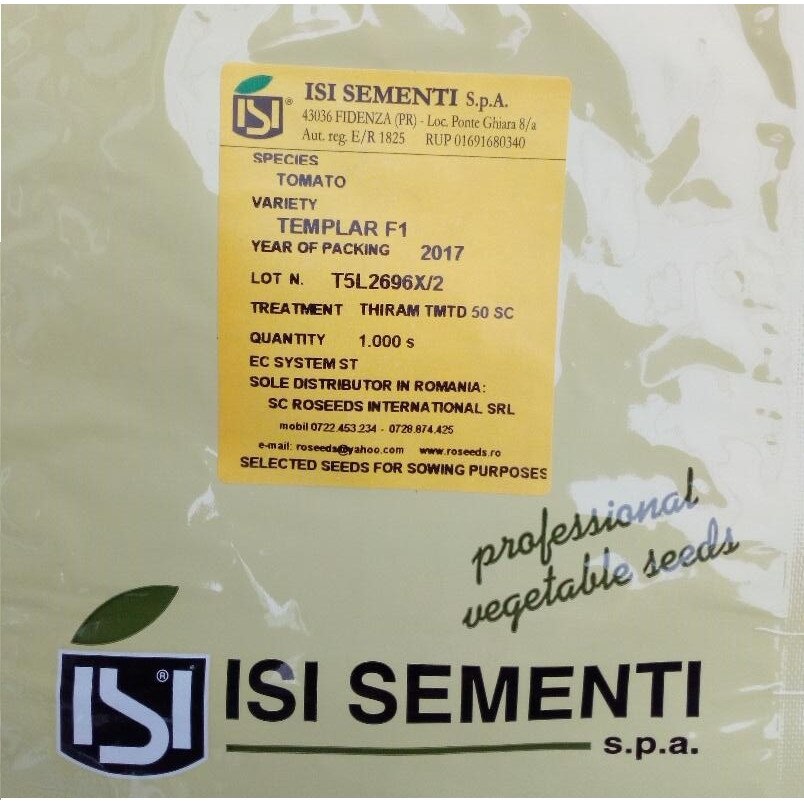 ISI® ISI SEMENTI S.p.A.
43036 FIDENZA (PR) - Loc. Ponte Ghiara 8/a
Aut. reg. E/R 1825 RUP 01691680340
SPECIES
TOMATO
VARIETY
TEMPLAR F1
YEAR OF PACKING 2017
LOT N. T5L2696X/2
TREATMENT THIRAM TMTD 50 SC
QUANTITY 1.000 s
EC SYSTEM ST
SOLE DISTRIBUTOR IN ROMANIA:
SC ROSEEDS INTERNATIONAL SRL
mobil 0722.453.234 - 0728.874.425
e-mail: roseeds@yahoo.com www.roseeds.ro
SELECTED SEEDS FOR SOWING PURPOSES
professional
vegetable seeds
ISI® ISI SEMENTI
s.p.a.